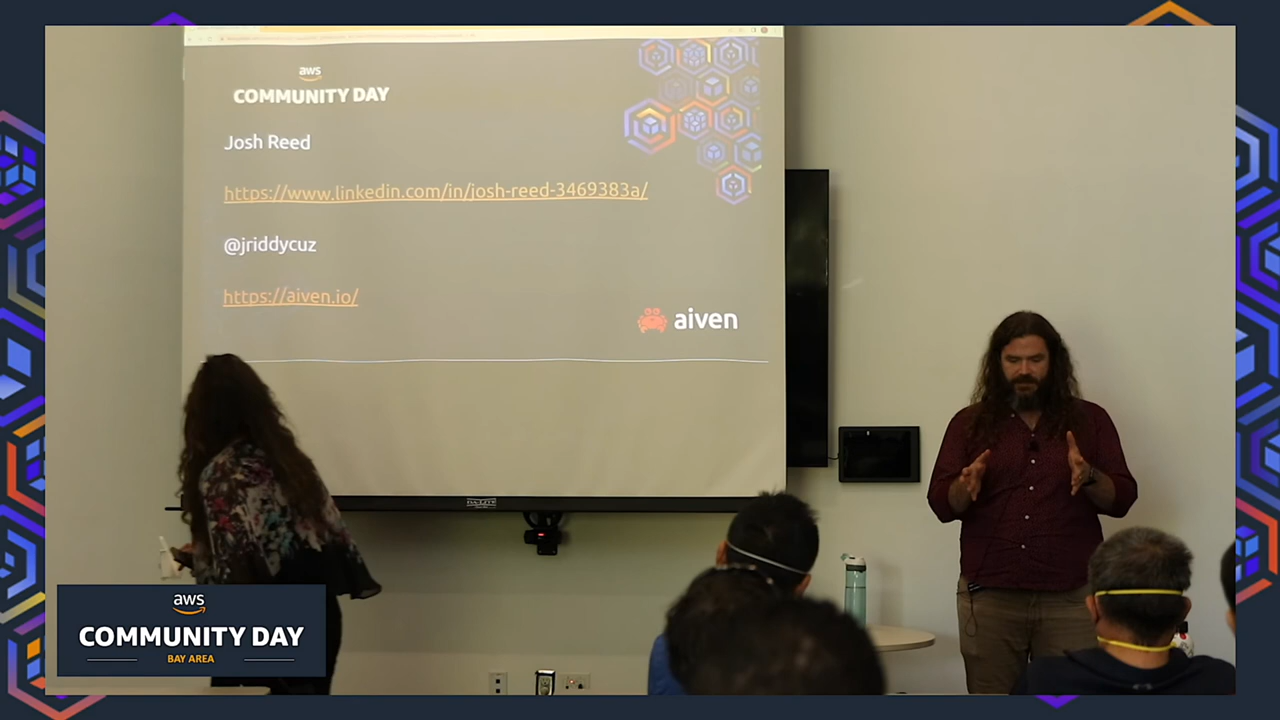 aws
COMMUNITY DAY
Josh Reed
https://www.linkedin.com/in/josh-reed-3469383a/
@jriddycuz
https://aiven.io/
aiven
aws
COMMUNITY DAY
BAY AREA